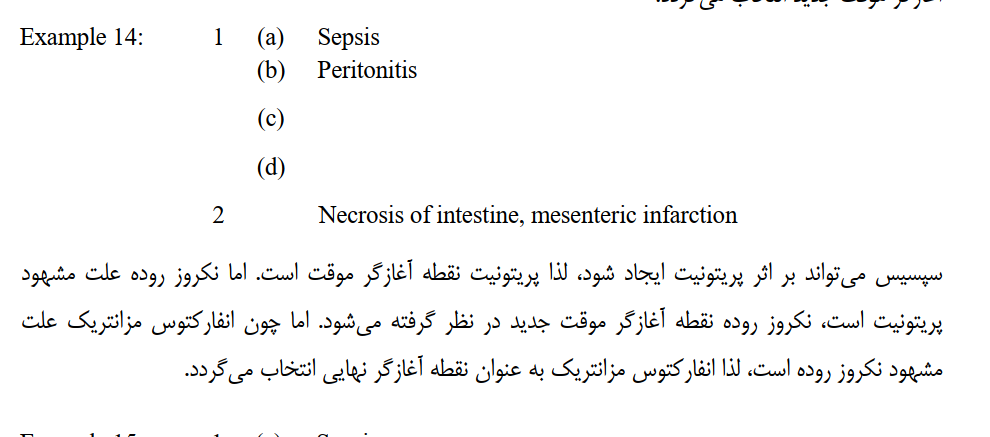 Example 14: 1 (a) Sepsis
(b) Peritonitis
(c)
(d)
2 Necrosis of intestine, mesenteric infarction
سپسیس می‌تواند بر اثر پریتونیت ایجاد شود، لذا پریتونیت نقطه آغازگر موقت است. اما نکروز روده علت مشهود
پریتونیت است، نکروز روده نقطه آغازگر موقت جدید در نظر گرفته می‌شود. اما چون انفارکتوس مزانتریک علت
مشهود نکروز روده است، لذا انفارکتوس مزانتریک به عنوان نقطه آغازگر نهایی انتخاب می‌گردد.